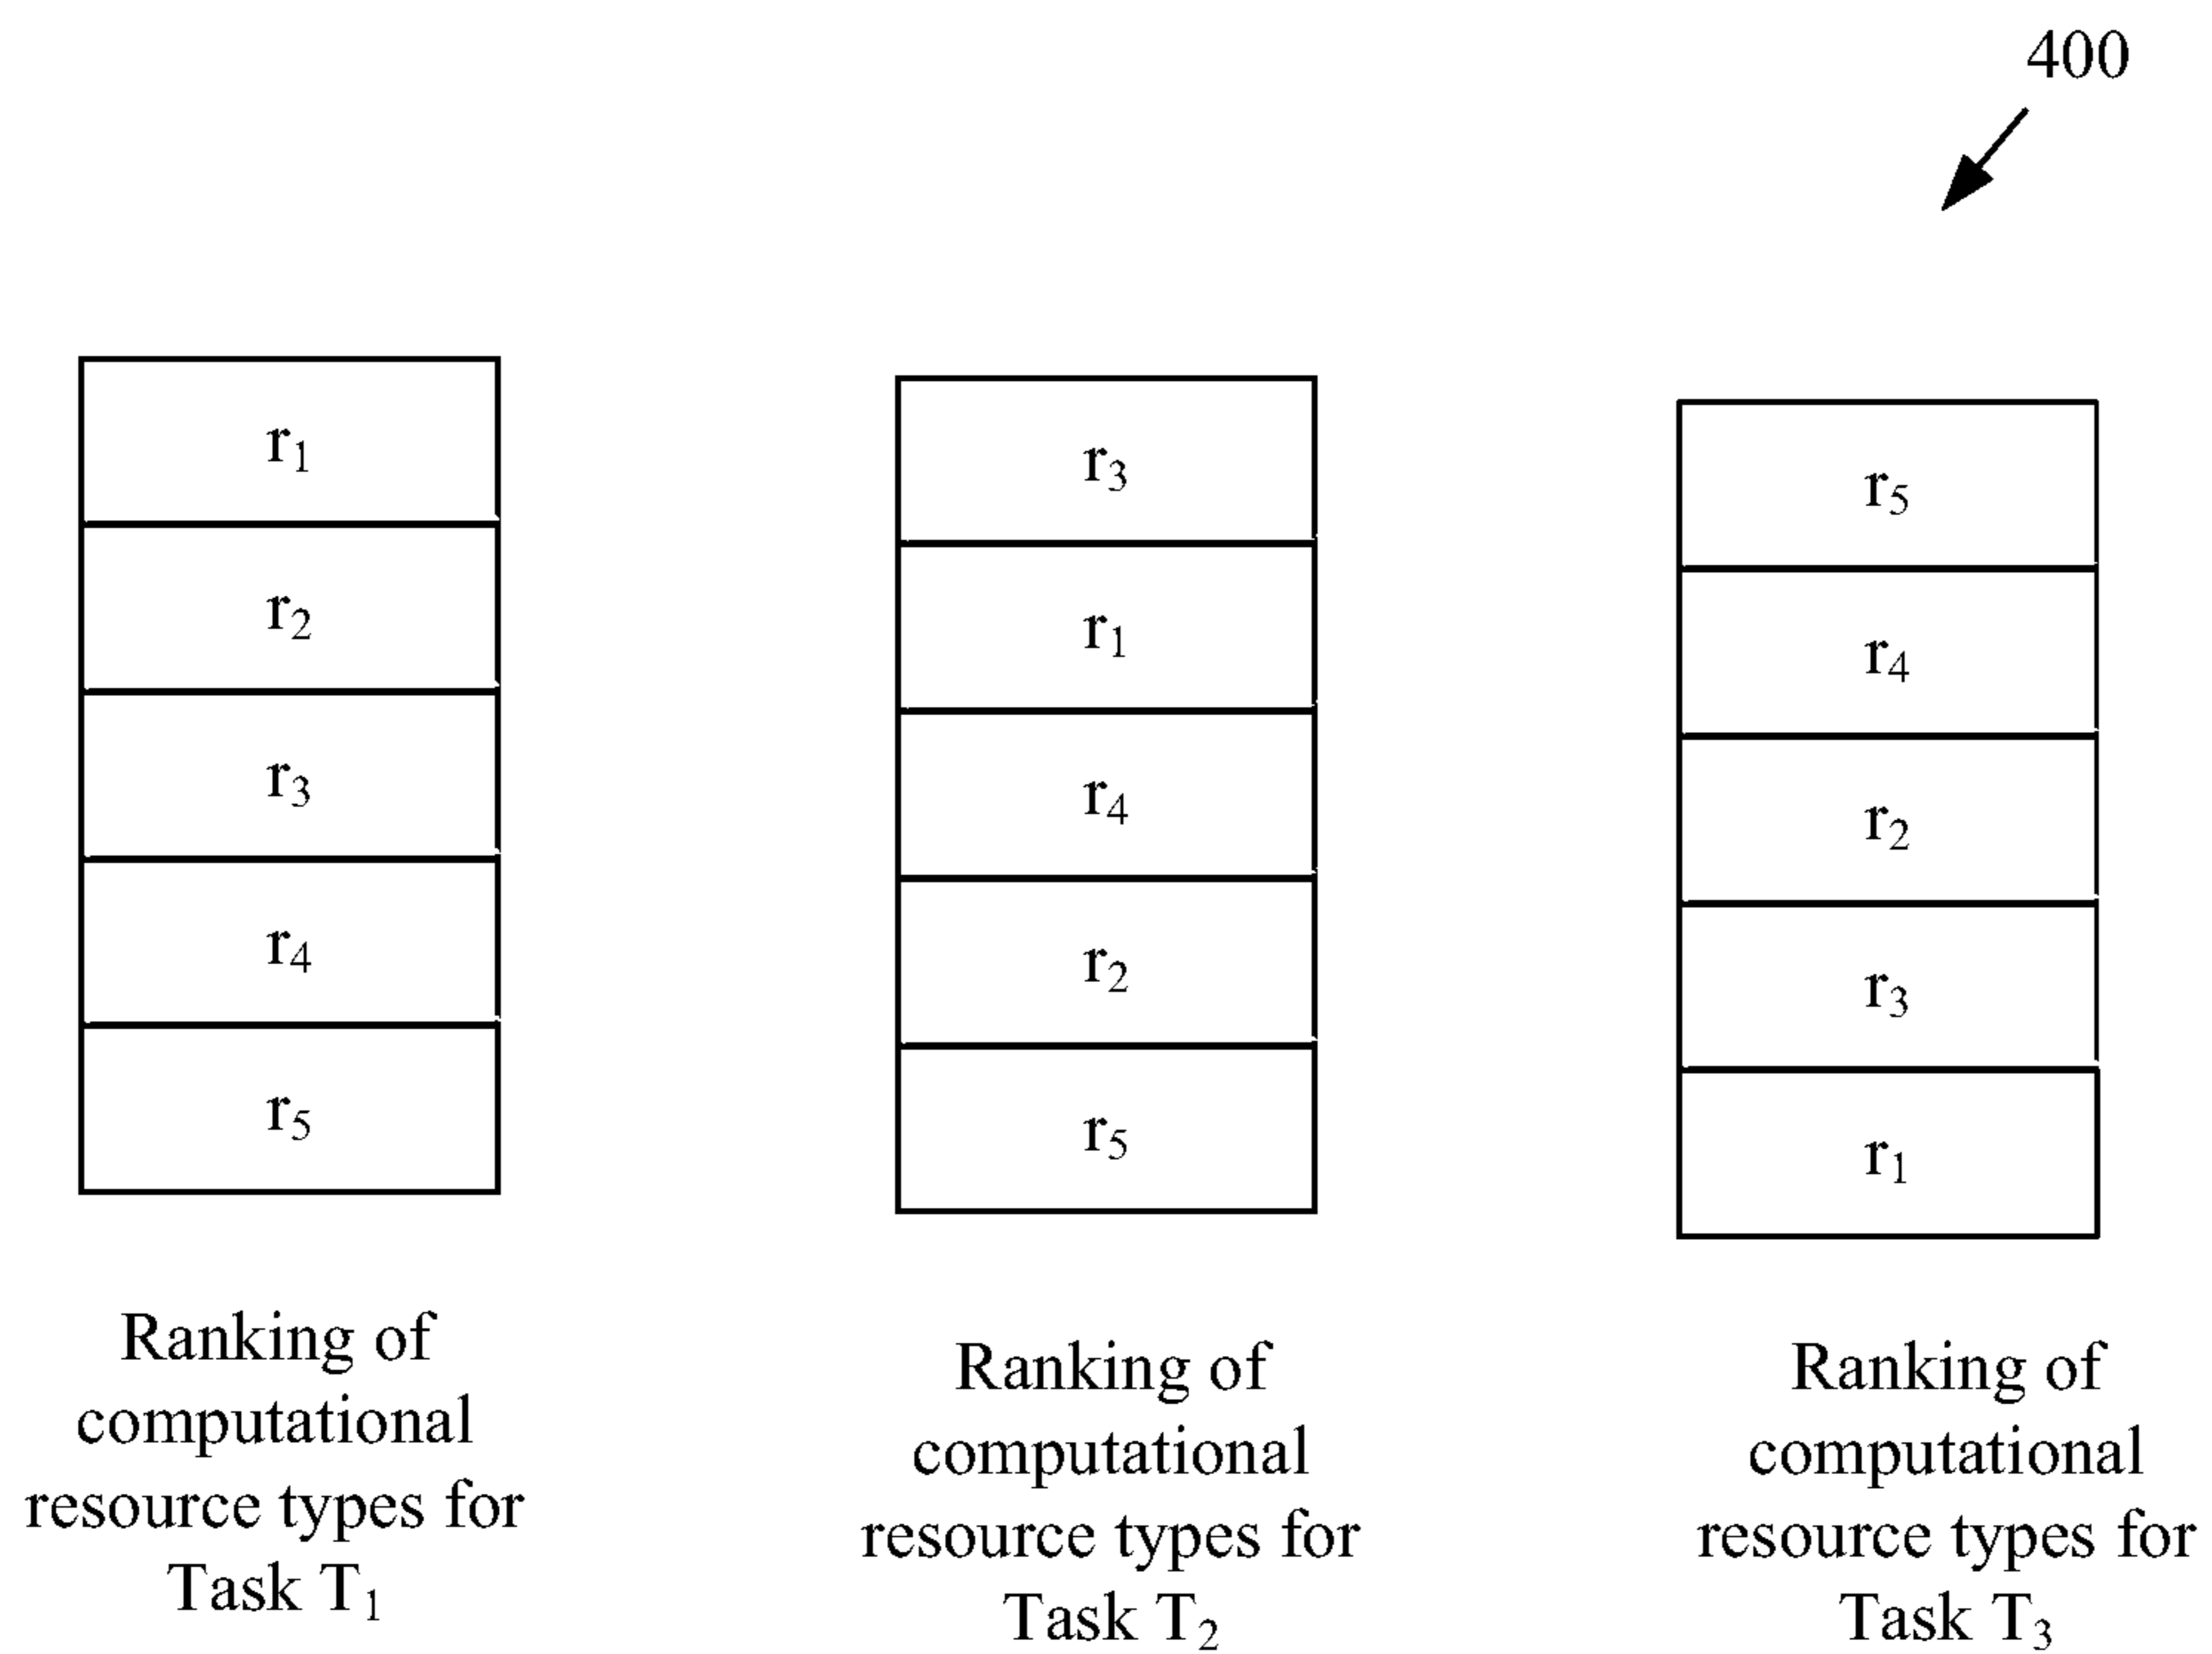 400
r1
r2
r3
r4
r5
Ranking of
computational
resource types for
Task T1
r3
r1
r4
r2
r5
Ranking of
computational
resource types for
Task T2
r5
r4
r2
r3
r1
Ranking of
computational
resource types for
Task T3